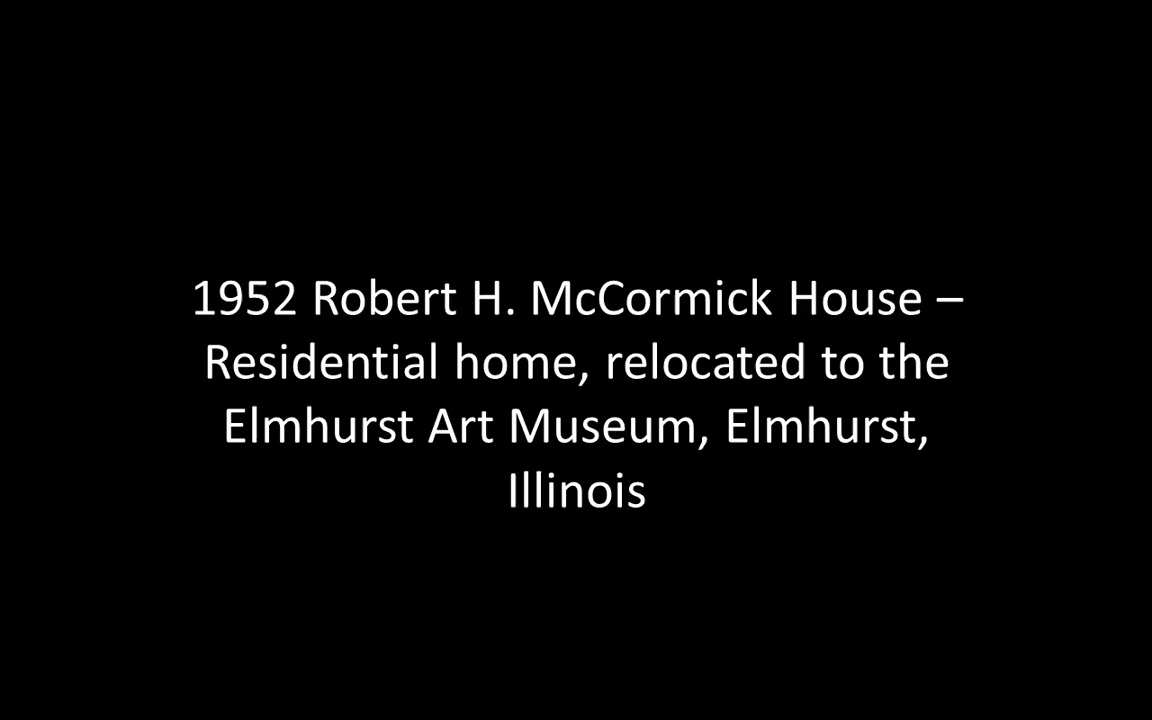 1952 Robert H. McCormick House –
Residential home, relocated to the
Elmhurst Art Museum, Elmhurst,
Illinois